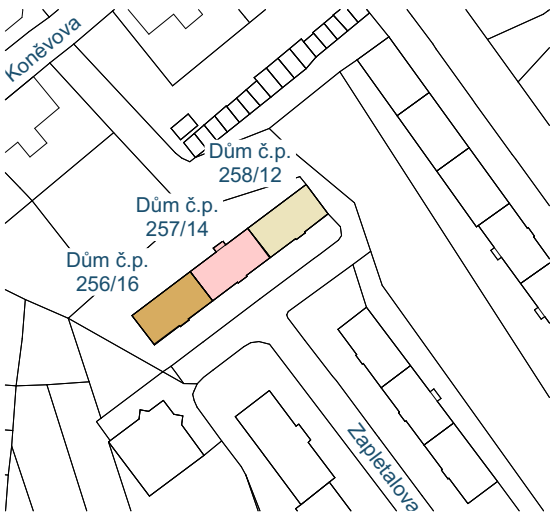 Koněvova
Dům č.p.
258/12
Dům č.p.
257/14
Dům č.p.
256/16
Zapletalova